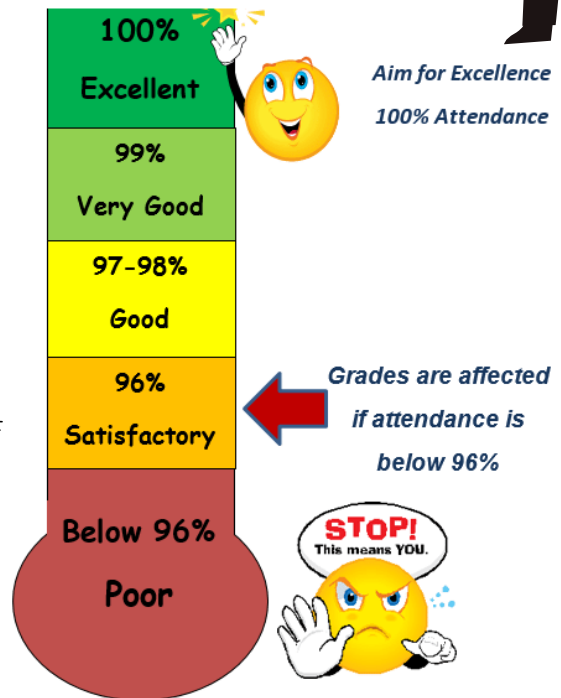 100%
Excellent
Aim for Excellence
100% Attendance
99%
Very Good
97-98%
Good
96%
Satisfactory
Grades are affected
if attendance is
below 96%
Below 96%
Poor
STOP!
This means YOU.